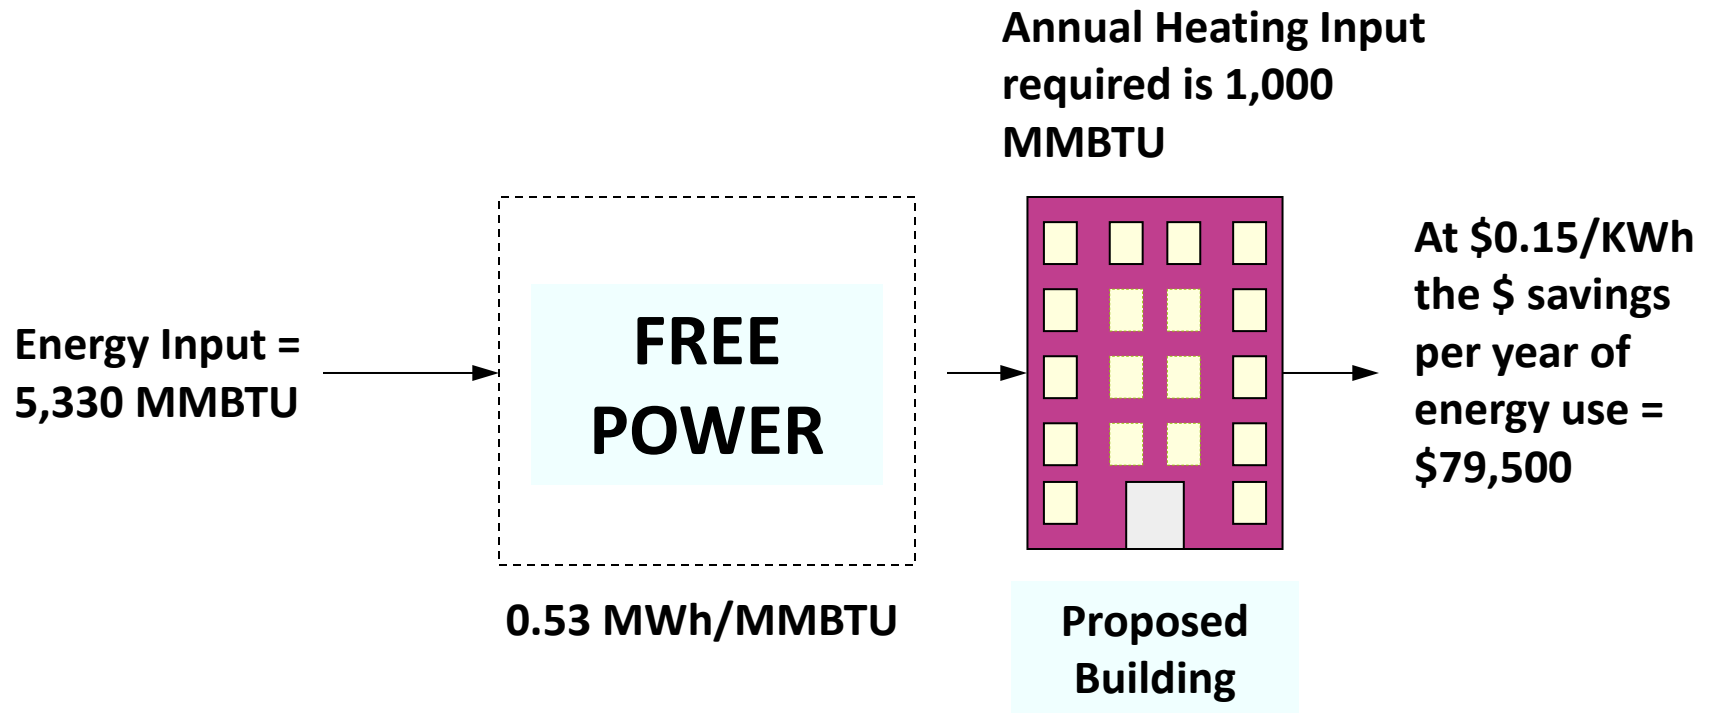 Annual Heating Input
required is 1,000
MMBTU
Energy Input =
5,330 MMBTU
FREE
POWER
0.53 MWh/MMBTU
Proposed
Building
At $0.15/KWh
the $ savings
per year of
energy use =
$79,500